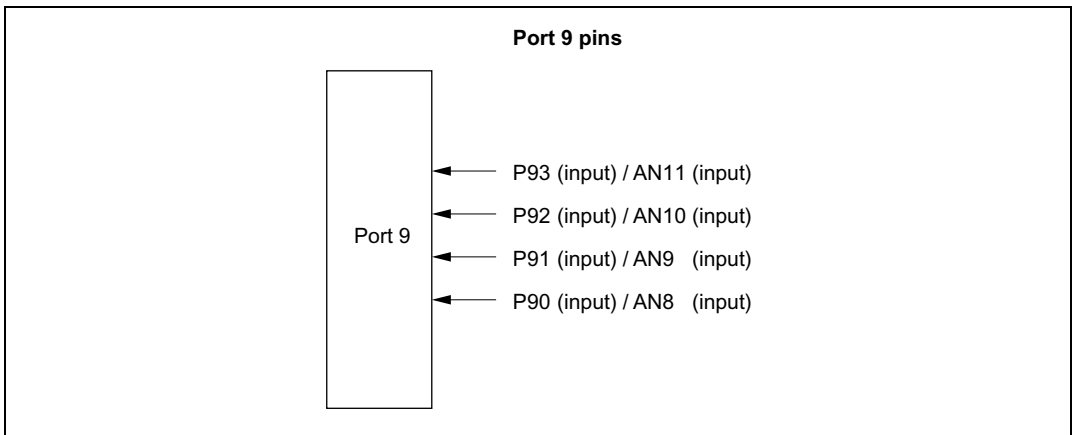 Port 9 pins
P93 (input) / AN11 (input)
P92 (input) / AN10 (input)
Port 9
P91 (input) / AN9 (input)
P90 (input) / AN8 (input)